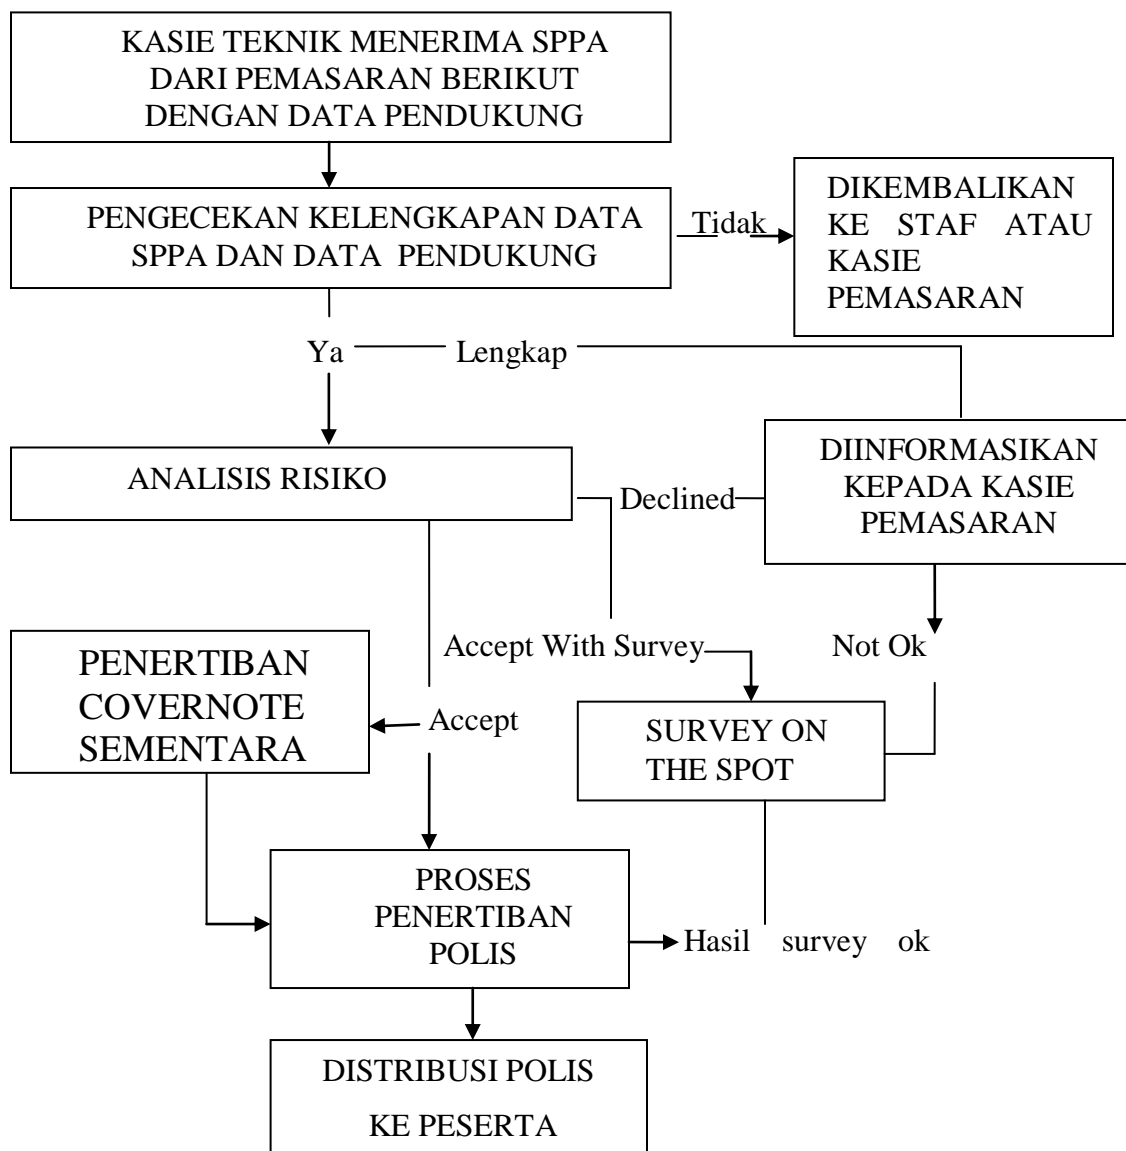 KASIE TEKNIK MENERIMA SPPA
DARI PEMASARAN BERIKUT
DENGAN DATA PENDUKUNG
PENGECEKAN KELENGKAPAN DATA
SPPA DAN DATA PENDUKUNG
Tidak
DIKEMBALIKAN
KE STAF ATAU
KASIE
PEMASARAN
Ya
Lengkap
ANALISIS RISIKO
Declined
DIINFORMASIKAN
KEPADA KASIE
PEMASARAN
Accept With Survey
Not Ok
PENERTIBAN
COVERNOTE
SEMENTARA
Accept
SURVEY ON
THE SPOT
PROSES
PENERTIBAN
POLIS
Hasil survey ok
DISTRIBUSI POLIS
KE PESERTA